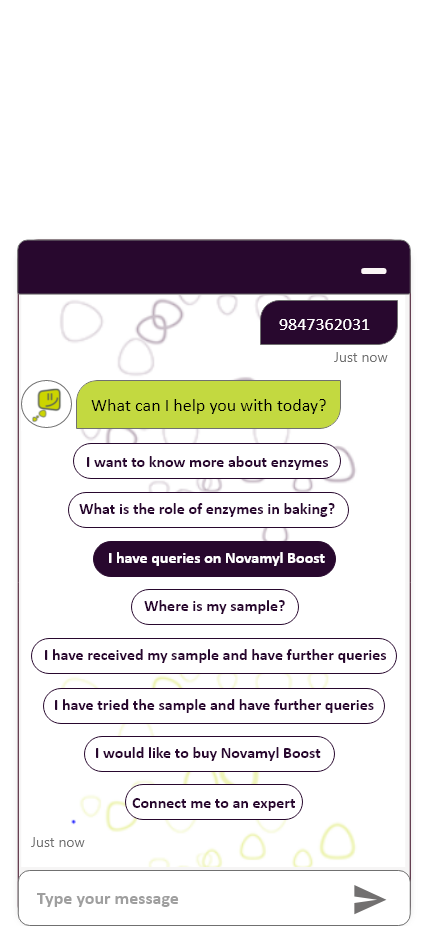 9847362031
Just now
What can I help you with today?
I want to know more about enzymes
What is the role of enzymes in baking?
I have queries on Novamyl Boost
Where is my sample?
I have received my sample and have further queries
I have tried the sample and have further queries
I would like to buy Novamyl Boost
Connect me to an expert
Just now
Type your message